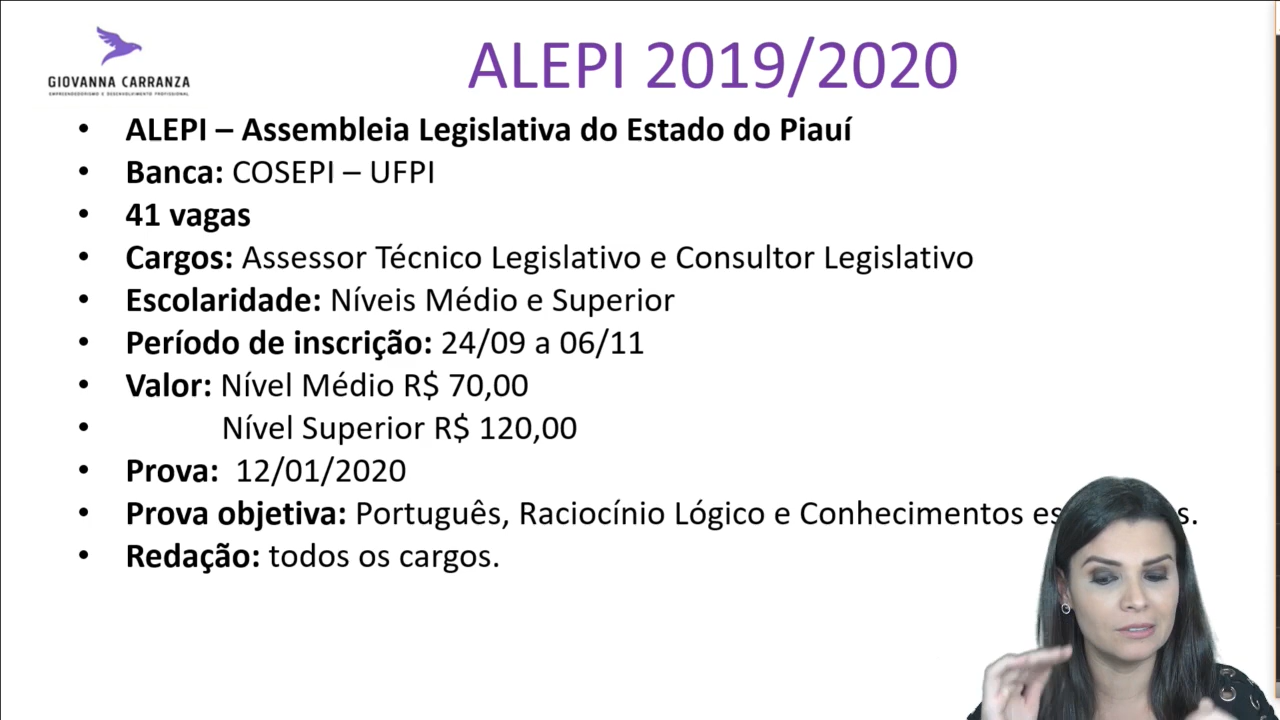 ALEPI 2019/2020
GIOVANNA CARRANZA
EMPREENDEDORISMO E DESENVOLVIMENTO PROFISSIONAL
• ALEPI – Assembleia Legislativa do Estado do Piauí
• Banca: COSEPI – UFPI
• 41 vagas
• Cargos: Assessor Técnico Legislativo e Consultor Legislativo
• Escolaridade: Níveis Médio e Superior
• Período de inscrição: 24/09 a 06/11
• Valor: Nível Médio R$ 70,00
• Nível Superior R$ 120,00
• Prova: 12/01/2020
• Prova objetiva: Português, Raciocínio Lógico e Conhecimentos
• Redação: todos os cargos.